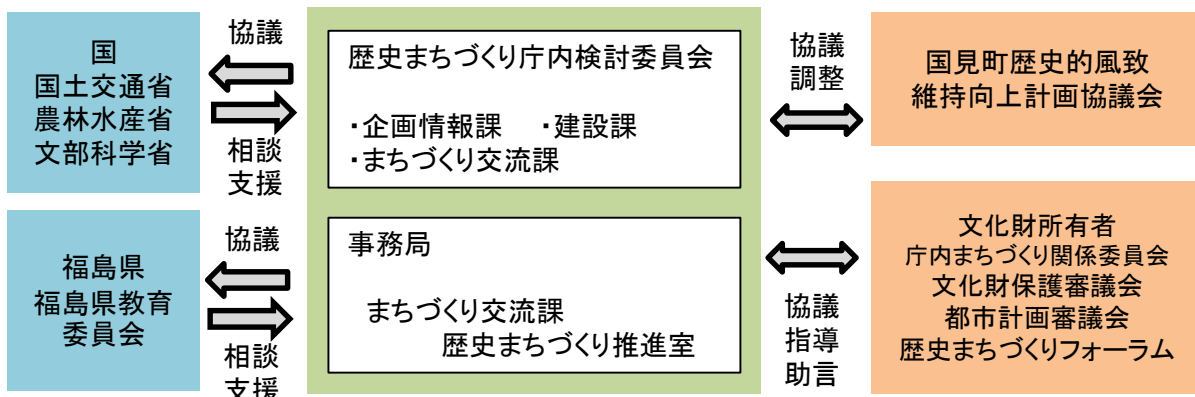 国
国土交通省
農林水産省
文部科学省
協議
相談
支援
福島県
福島県教育
委員会
協議
相談
支援
歴史まちづくり庁内検討委員会
・企画情報課 ・建設課
・まちづくり交流課
事務局
まちづくり交流課
歴史まちづくり推進室
協議
調整
国見町歴史的風致
維持向上計画協議会
協議
指導
助言
文化財所有者
庁内まちづくり関係委員会
文化財保護審議会
都市計画審議会
歴史まちづくりフォーラム